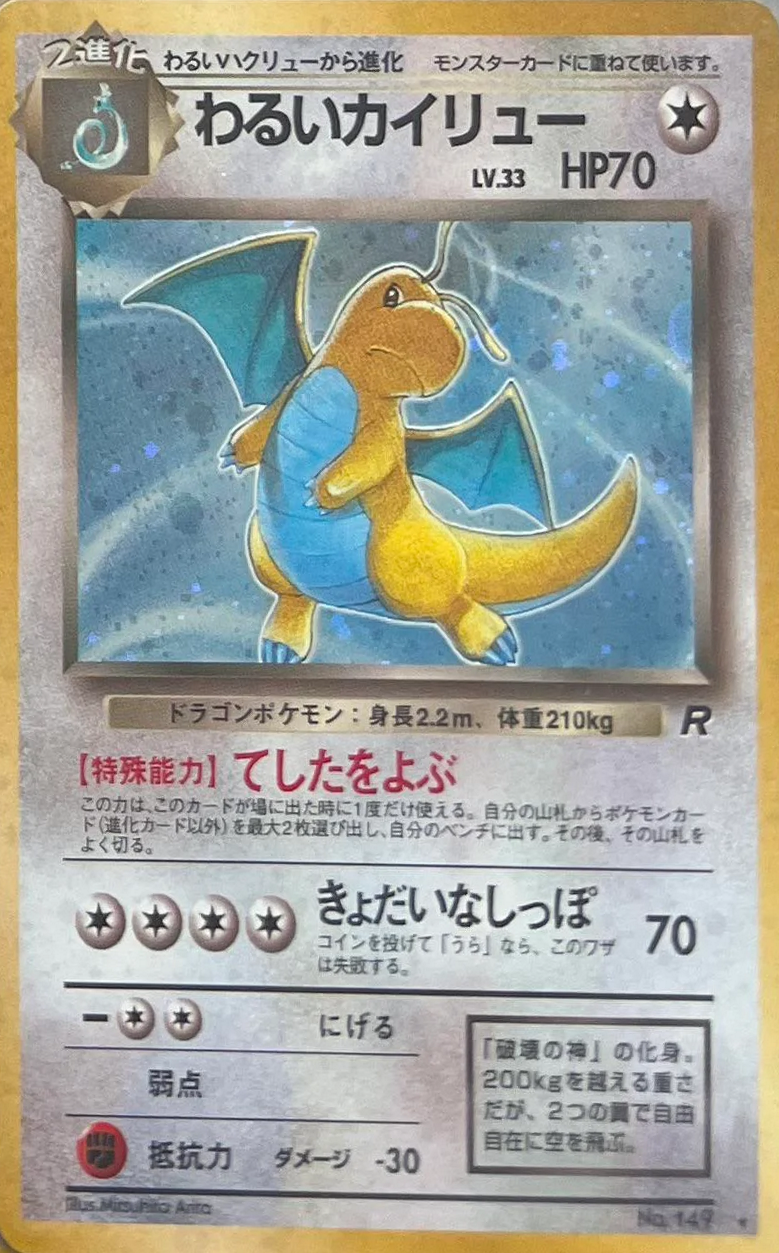 2進化 わるいハクリューから進化 モンスターカードに重ねて使います。
わるいカイリュー
LV.33 HP70
ドラゴンポケモン：身長2.2m、体重210kg R
【特殊能力】てしたをよぶ
この力は、このカードが場に出た時に1度だけ使える。自分の山札からポケモンカー
ド(進化カード以外)を最大2枚選び出し、自分のベンチに出す。その後、その山札を
よく切る。
きょだいなしっぽ 70
コインを投げて「うら」なら、このワザ
は失敗する。
ー にげる
弱点
抵抗力 ダメージ -30
「破壊の神」の化身。
200kgを越える重さ
だが、2つの翼で自由
自在に空を飛ぶ。
Illus.Mitsuhiro Arita No. 149